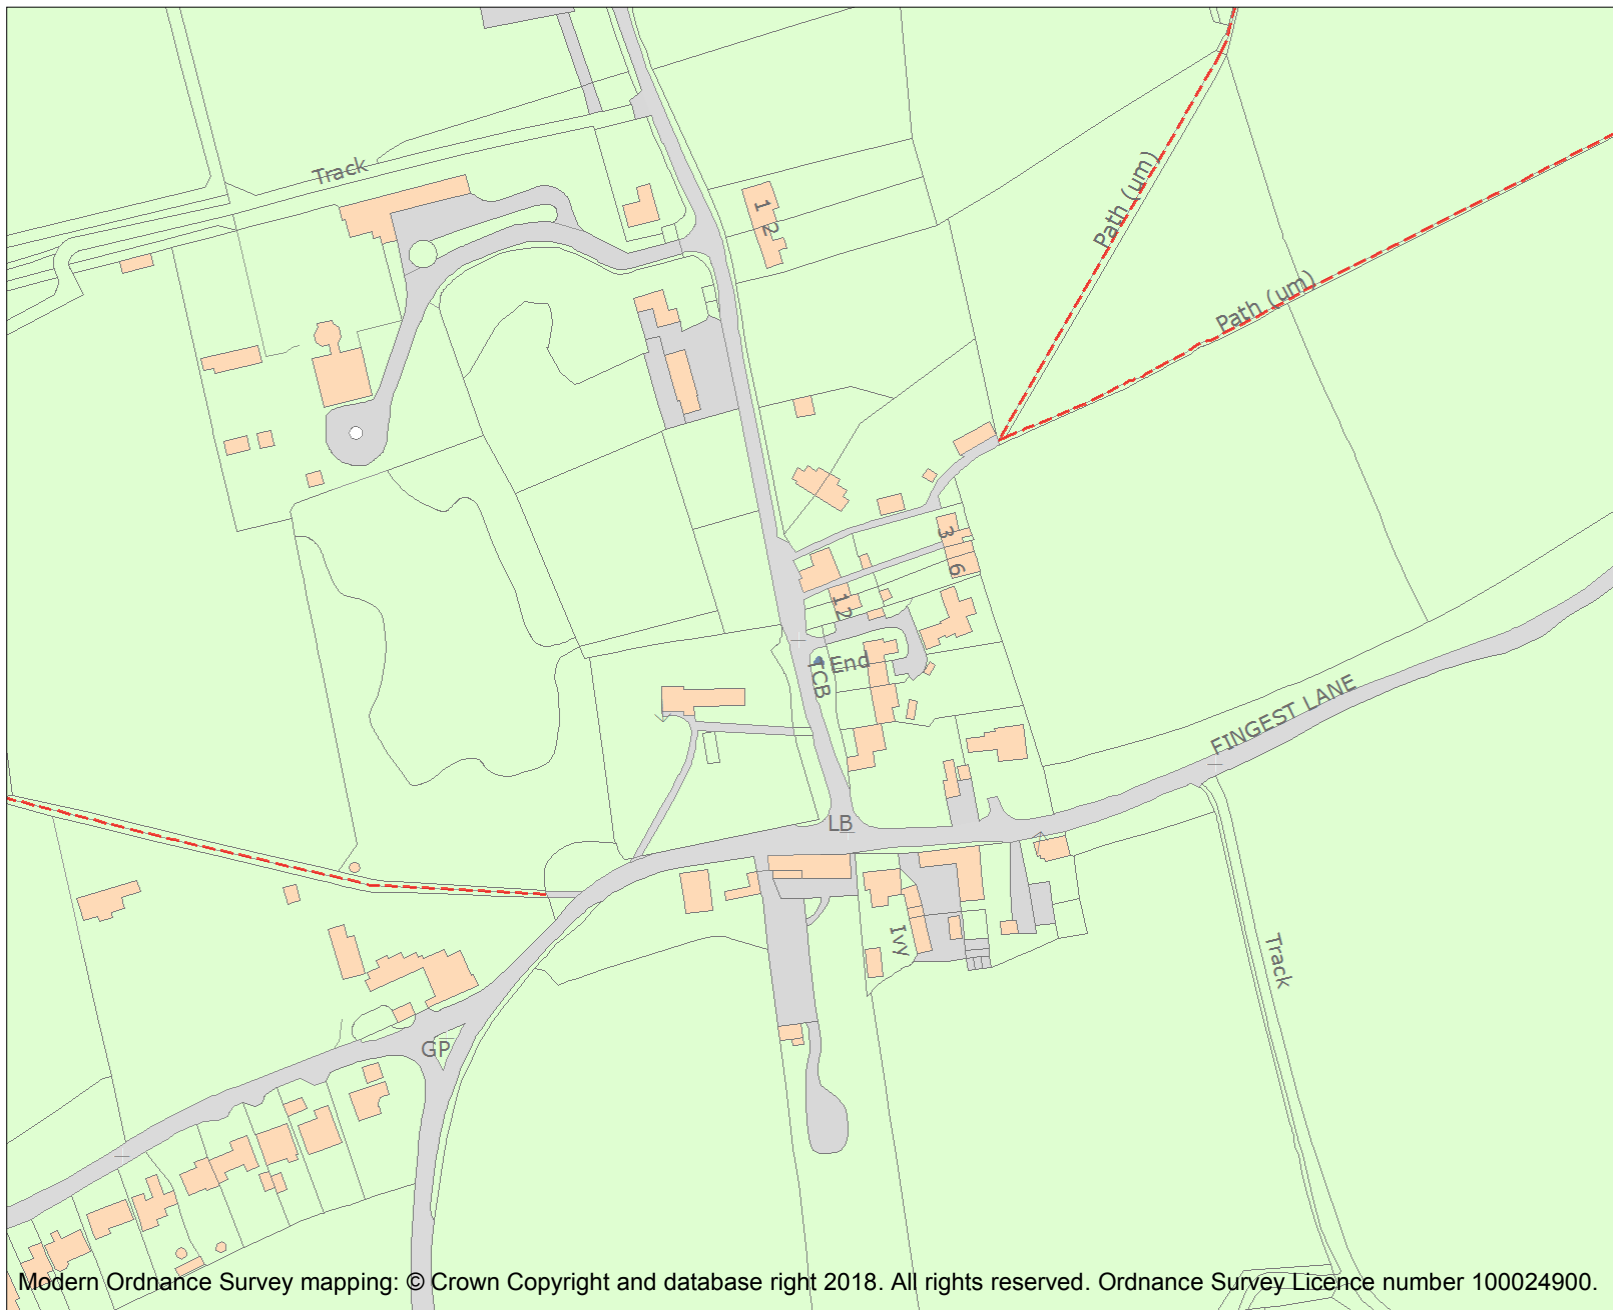 Track
1 2
Path (um)
Path (um)
3
6
1 2
End
TCB
FINGEST LANE
LB
Ivy
Track
GP
Modern Ordnance Survey mapping: © Crown Copyright and database right 2018. All rights reserved. Ordnance Survey Licence number 100024900.